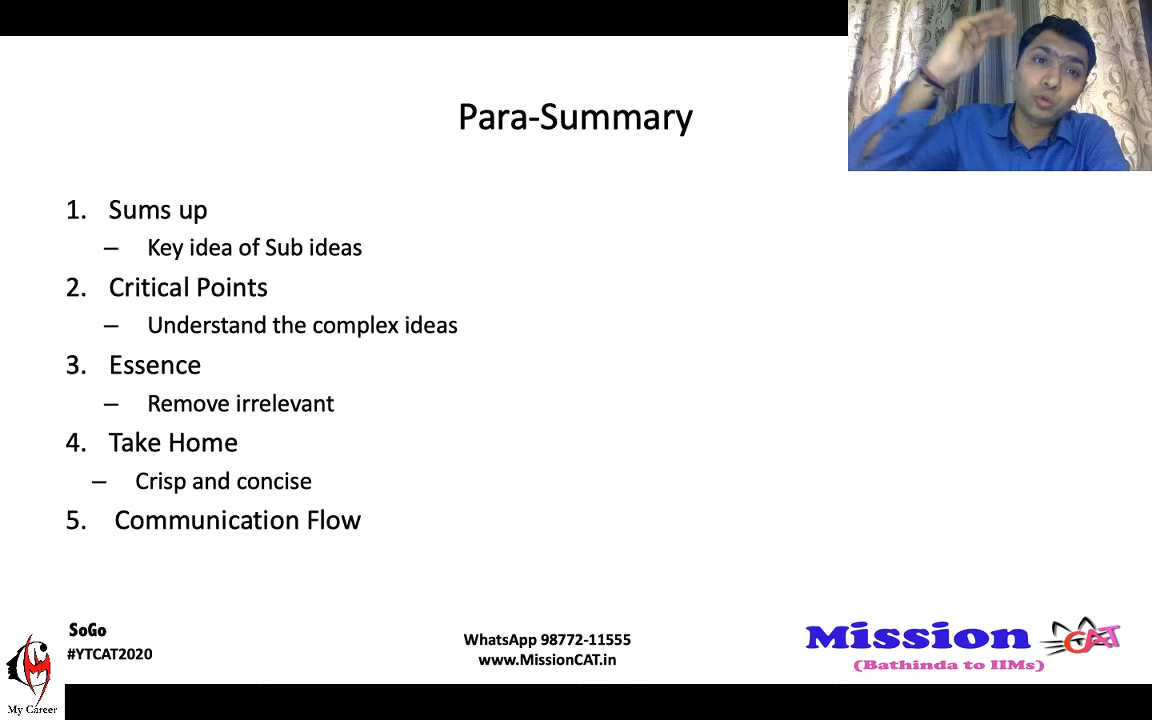 Para-Summary
1. Sums up
– Key idea of Sub ideas
2. Critical Points
– Understand the complex ideas
3. Essence
– Remove irrelevant
4. Take Home
– Crisp and concise
5. Communication Flow
SoGo
#YTCAT2020
My Career
WhatsApp 98772-11555
www.MissionCAT.in
Mission CAT
(Bathinda to IIMs)